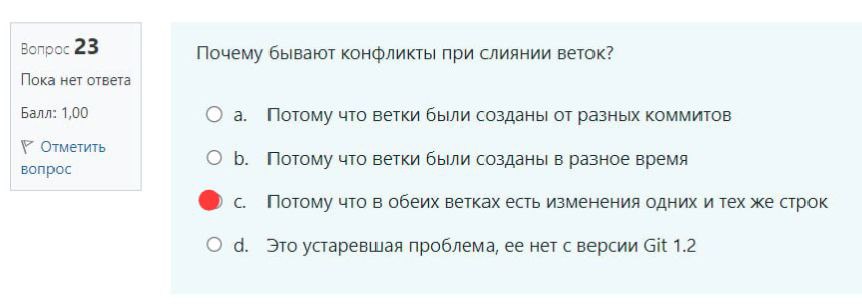 Вопрос 23
Пока нет ответа
Балл: 1,00
Отметить
вопрос
Почему бывают конфликты при слиянии веток?
a. Потому что ветки были созданы от разных коммитов
b. Потому что ветки были созданы в разное время
c. Потому что в обеих ветках есть изменения одних и тех же строк
d. Это устаревшая проблема, ее нет с версии Git 1.2